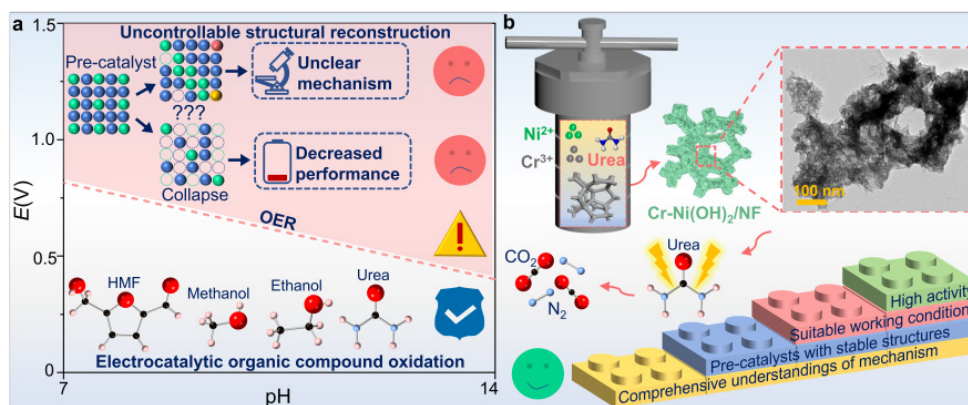 a
Uncontrollable structural reconstruction
Pre-catalyst
Unclear
mechanism
???
Decreased
performance
Collapse
OER
HMF
Methanol
Ethanol
Urea
Electrocatalytic organic compound oxidation
E(V)
1.5
1.0
0.5
0
7
pH
14
b
Ni²⁺
Cr³⁺
Urea
Cr-Ni(OH)₂/NF
100 nm
CO₂
N₂
Urea
High activity
Suitable working condition
Pre-catalysts with stable structures
Comprehensive understandings of mechanism